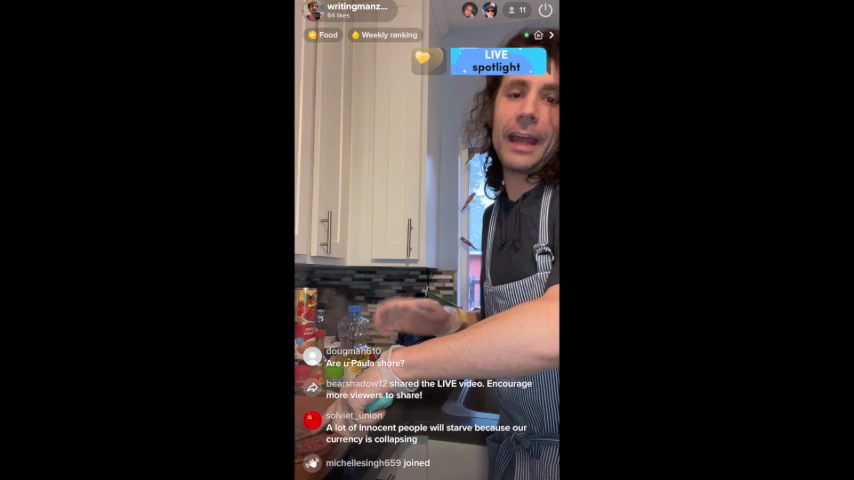 writingmanz...
64 likes
11
Food
Weekly ranking
LIVE
spotlight
dougman610
Are u Paula shore?
bearshadow12 shared the LIVE video. Encourage
more viewers to share!
solviet_union
A lot of Innocent people will starve because our
currency is collapsing
michellesingh659 joined